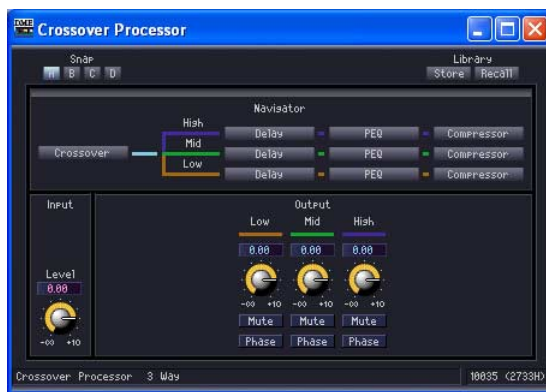 DME Crossover Processor
Snap
Library
A B C D
Store Recall
Navigator
High
Delay PEQ Compressor
Mid
Crossover Delay PEQ Compressor
Low
Delay PEQ Compressor
Input
Output
Low Mid High
0.00 0.00 0.00
Level
0.00
-∞ +10 -∞ +10 -∞ +10
Mute Mute Mute
-∞ +10
Phase Phase Phase
Crossover Processor 3 Way
10035 (2733H)